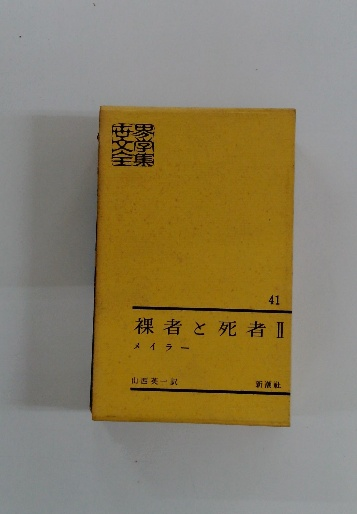 世界
文学
全集
41
裸者と死者 II
メイラー
山西英一訳 新潮社